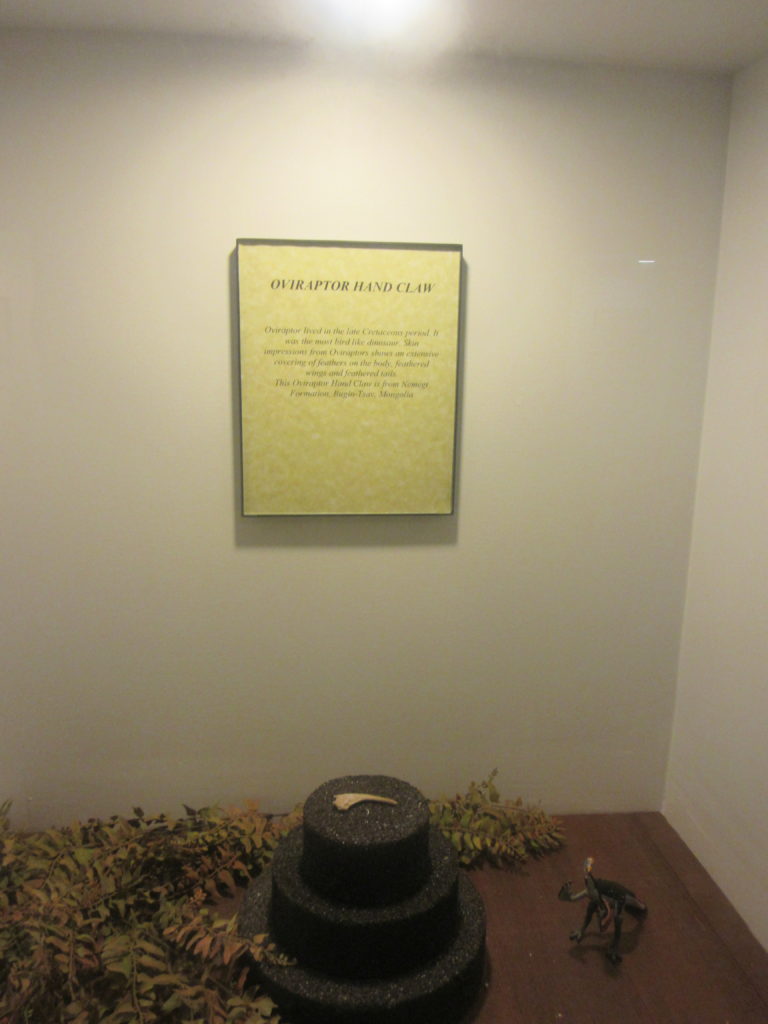 OVIRAPTOR HAND CLAW
Oviraptor lived in the late Cretaceous period. It
was the most bird like dinosaur. Skin
impressions from Oviraptors shows an extensive
covering of feathers on the body, feathered
wings and feathered tails.
This Oviraptor Hand Claw is from Nemegt
Formation, Bugin-Tsav, Mongolia